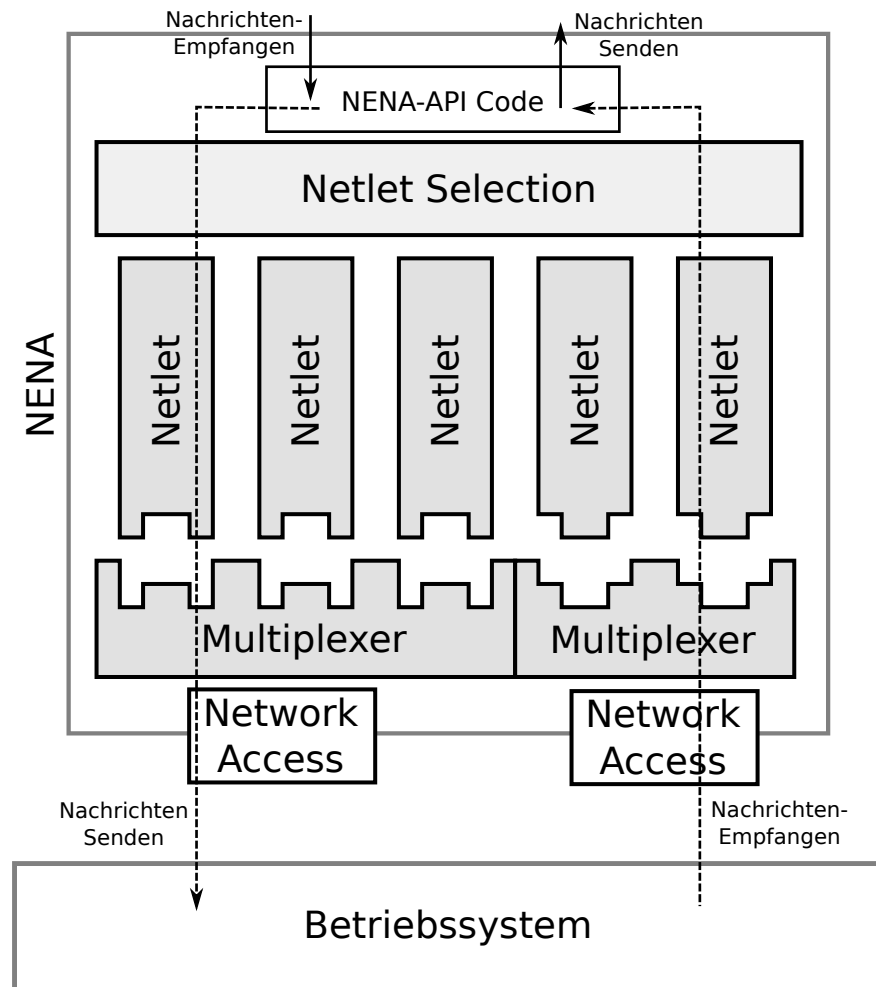 Nachrichten-
Empfangen
Nachrichten
Senden
NENA-API Code
Netlet Selection
NENA
Netlet
Netlet
Netlet
Netlet
Netlet
Multiplexer
Multiplexer
Network
Access
Network
Access
Nachrichten
Senden
Nachrichten-
Empfangen
Betriebssystem